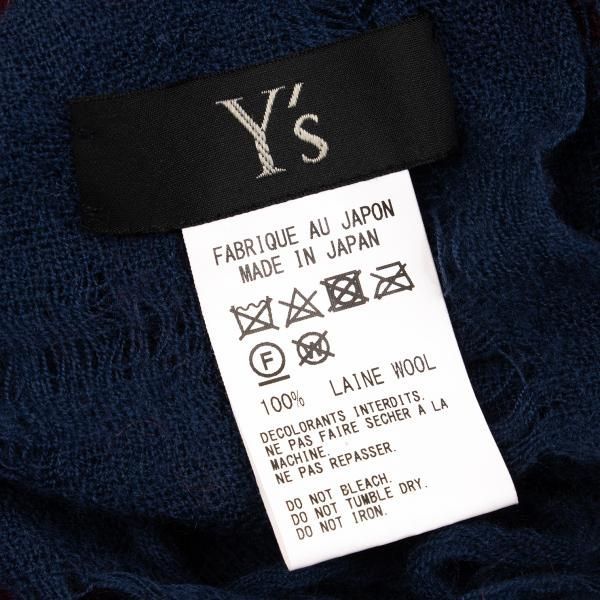 Y's
FABRIQUE AU JAPON
MADE IN JAPAN
F W
100% LAINE WOOL
DECOLORANTS INTERDITS.
NE PAS FAIRE SECHER À LA
MACHINE.
NE PAS REPASSER.
DO NOT BLEACH.
DO NOT TUMBLE DRY.
DO NOT IRON.